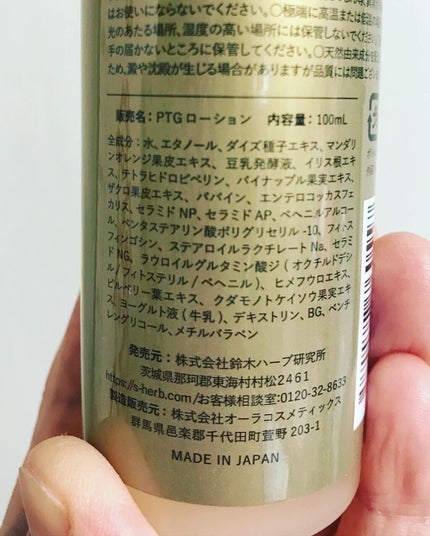 はお使いにならないでください。〇極端に高温または低温の
光のあたる場所、湿度の高い場所には保管しないでください
手の届かないところに保管してください。〇天然由来成分を
ため、澱や沈殿が生じる場合がありますが品質には問題ござ
販売名：PTGローション　内容量：100mL
全成分：水、エタノール、ダイズ種子エキス、マンダリ
ンオレンジ果皮エキス、豆乳発酵液、イリス根エキ
ス、テトラヒドロピペリン、パイナップル果実エキス、
ザクロ果皮エキス、パパイン、エンテロコッカスフェ
カリス、セラミドNP、セラミドAP、ベヘニルアルコー
ル、ペンタステアリン酸ポリグリセリル-10、フィトス
フィンゴシン、ステアロイルラクチレートNa、セラミ
ドNG、ラウロイルグルタミン酸ジ(オクチルドデシ
ル/フィトステリル/ベヘニル)、ヒメフウロエキス、
ビルベリー葉エキス、クダモノトケイソウ果実エキ
ス、ヨーグルト液(牛乳)、デキストリン、BG、ペンチ
レングリコール、メチルパラベン
発売元：株式会社鈴木ハーブ研究所
茨城県那珂郡東海村村松2461
https://s-herb.com/お客様相談室:0120-32-8633
製造販売元：株式会社オーラコスメティックス
群馬県邑楽郡千代田町萱野 203-1
MADE IN JAPAN